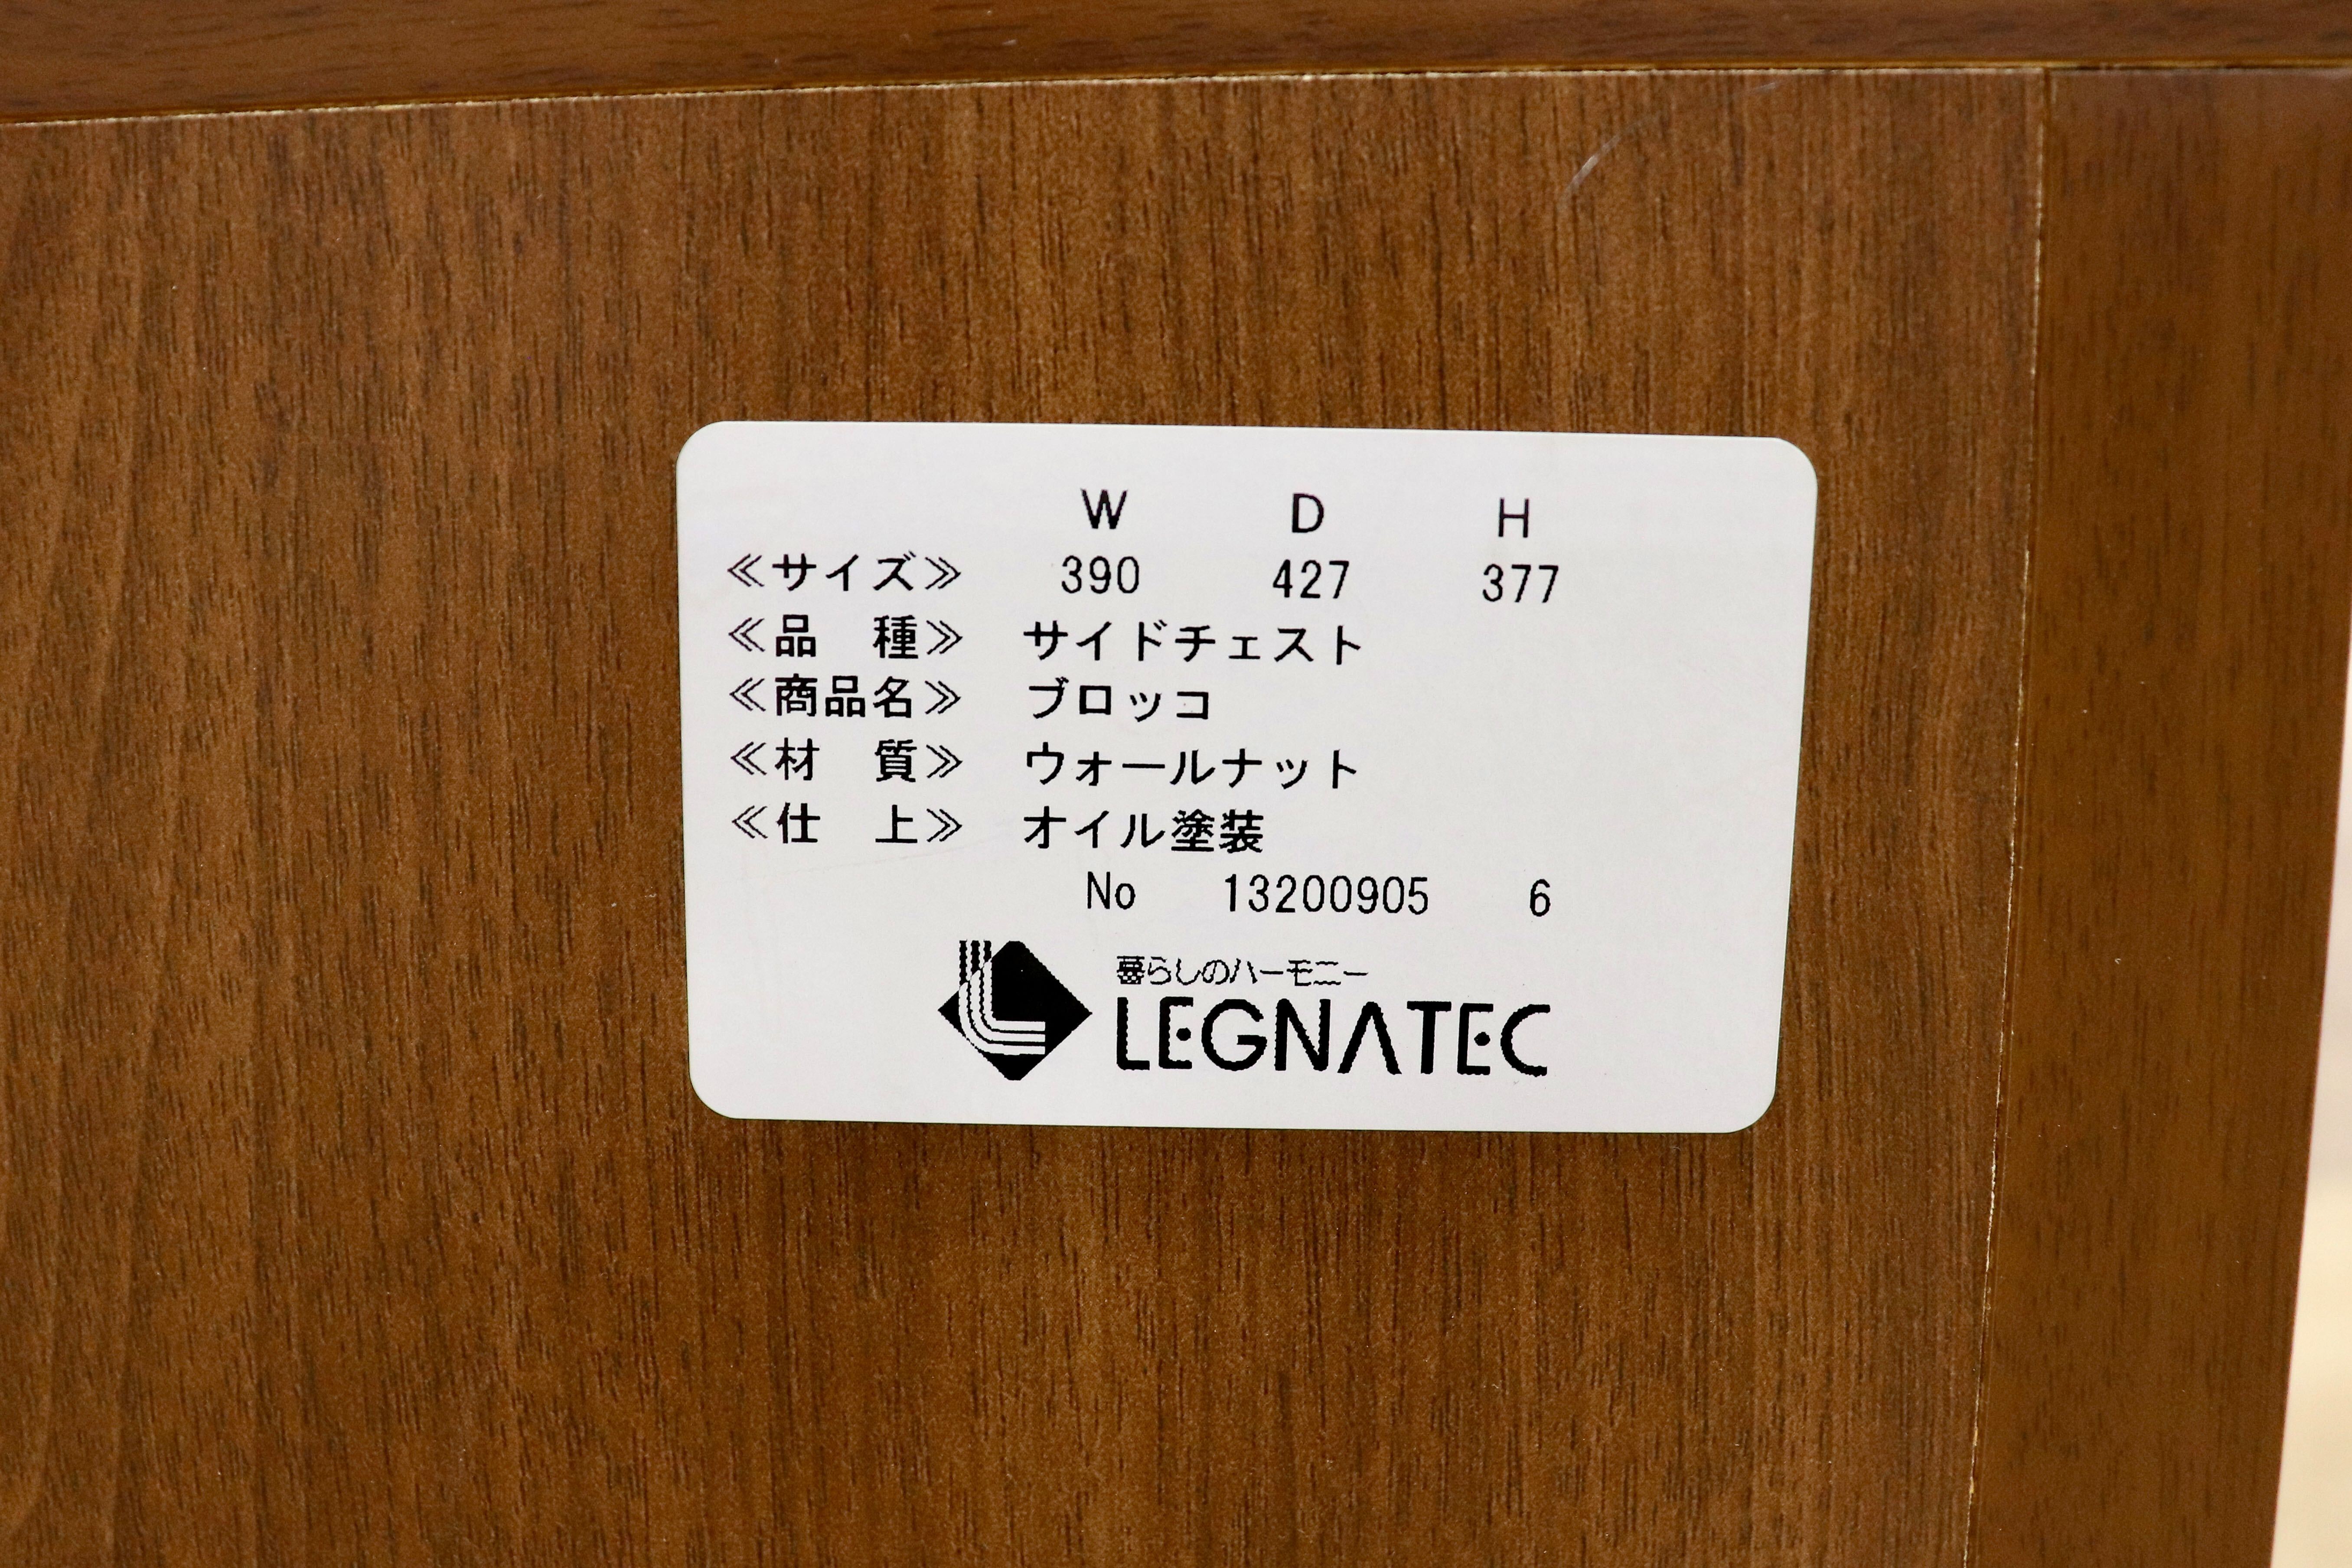 W D H
≪サイズ≫ 390 427 377
≪品　種≫ サイドチェスト
≪商品名≫ ブロッコ
≪材　質≫ ウォールナット
≪仕　上≫ オイル塗装
No 13200905 6
暮らしのハーモニー
LEGNATEC